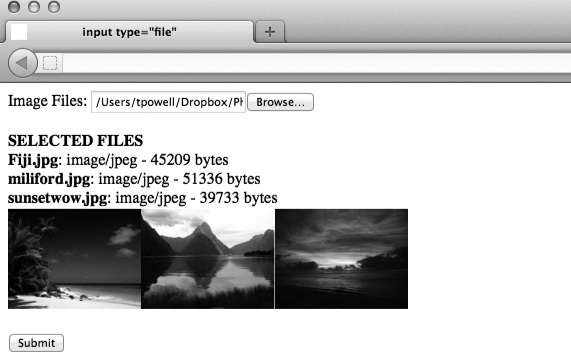 input type="file"
Image Files: /Users/tpowell/Dropbox/Ph Browse...
SELECTED FILES
Fiji.jpg: image/jpeg - 45209 bytes
miliford.jpg: image/jpeg - 51336 bytes
sunsetwow.jpg: image/jpeg - 39733 bytes
Submit